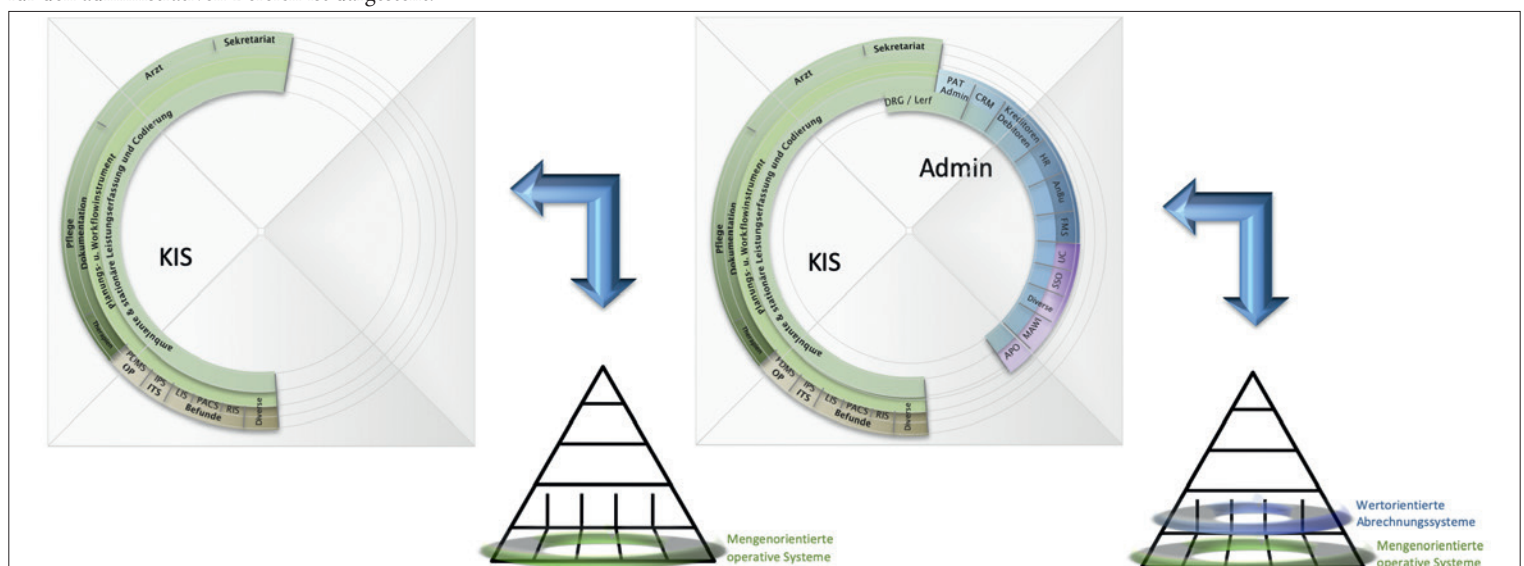 Sekretariat
Arzt
Pflege
Dokumentation
Planungs- u. Workflowinstrument
ambulante & stationäre Leistungserfassung und Codierung
Therapien
KIS
PDMS
IPS
LIS
PACS
RIS
OP
ITS
Befunde
Diverse
Mengenorientierte
operative Systeme
Sekretariat
Arzt
DRG / Lerf
PAT
Admin
CRM
Kreditoren
Debitoren
HR
AnBu
FMS
UC
SSO
Diverse
MAWI
APO
Admin
Pflege
Dokumentation
Planungs- u. Workflowinstrument
ambulante & stationäre Leistungserfassung und Codierung
Therapien
KIS
PDMS
IPS
LIS
PACS
RIS
OP
ITS
Befunde
Diverse
Wertorientierte
Abrechnungssysteme
Mengenorientierte
operative Systeme